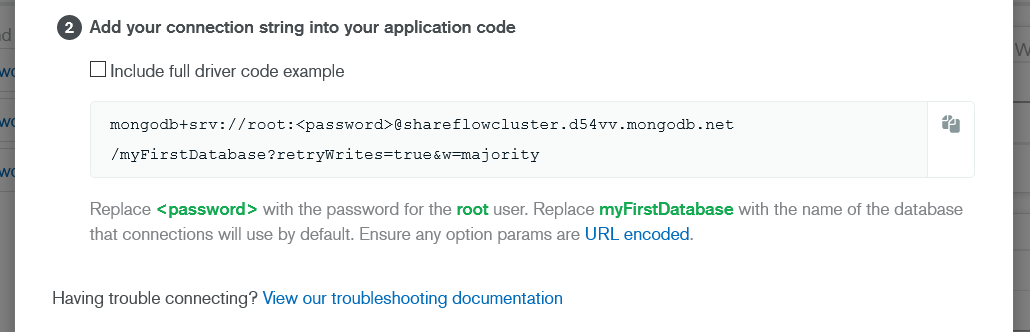 2 Add your connection string into your application code
Include full driver code example
mongodb+srv://root:<password>@shareflowcluster.d54vv.mongodb.net
/myFirstDatabase?retryWrites=true&w=majority
Replace <password> with the password for the root user. Replace myFirstDatabase with the name of the database
that connections will use by default. Ensure any option params are URL encoded.
Having trouble connecting? View our troubleshooting documentation